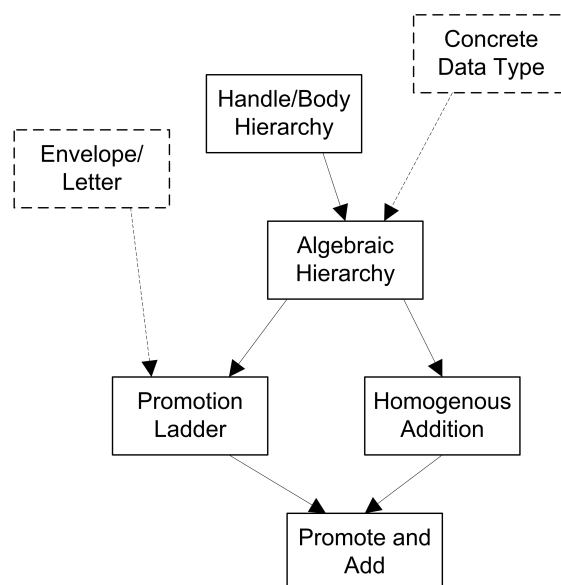 Concrete
Data Type
Handle/Body
Hierarchy
Envelope/
Letter
Algebraic
Hierarchy
Promotion
Ladder
Homogenous
Addition
Promote and
Add